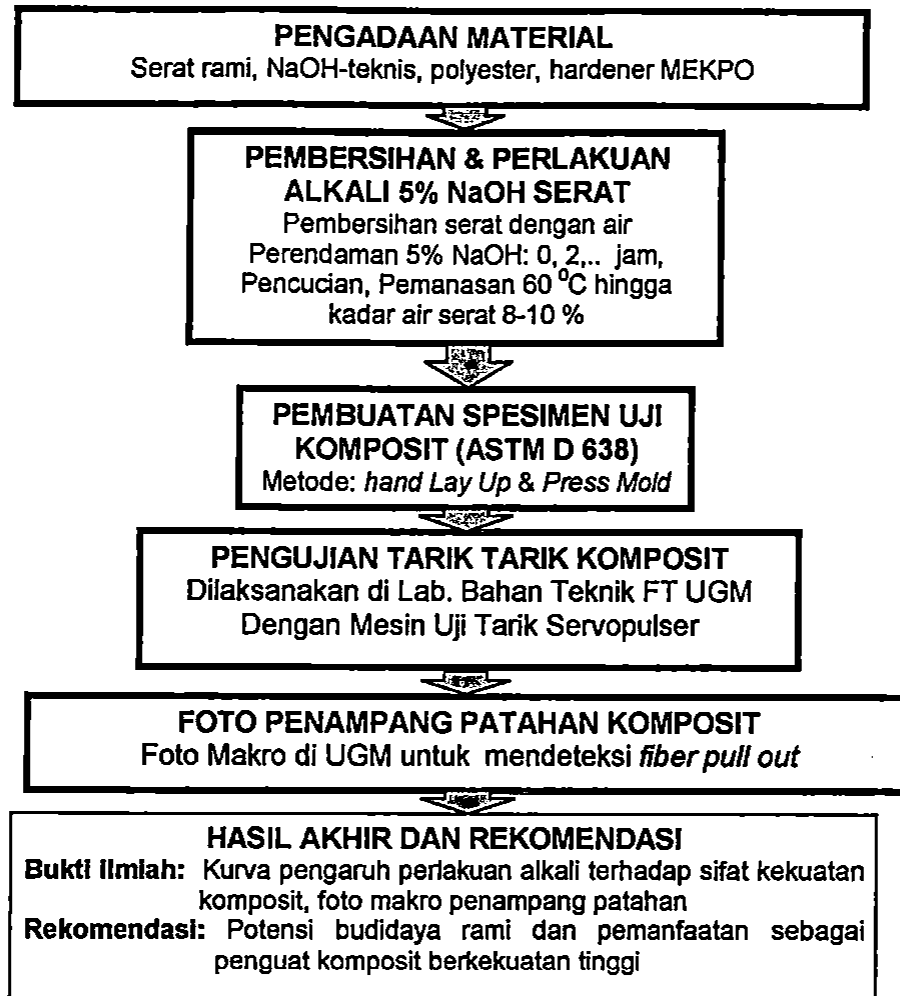 PENGADAAN MATERIAL
Serat rami, NaOH-teknis, polyester, hardener MEKPO
PEMBERSIHAN & PERLAKUAN
ALKALI 5% NaOH SERAT
Pembersihan serat dengan air
Perendaman 5% NaOH: 0, 2,.. jam,
Pencucian, Pemanasan 60 °C hingga
kadar air serat 8-10 %
PEMBUATAN SPESIMEN UJI
KOMPOSIT (ASTM D 638)
Metode: hand Lay Up & Press Mold
PENGUJIAN TARIK TARIK KOMPOSIT
Dilaksanakan di Lab. Bahan Teknik FT UGM
Dengan Mesin Uji Tarik Servopulser
FOTO PENAMPANG PATAHAN KOMPOSIT
Foto Makro di UGM untuk mendeteksi fiber pull out
HASIL AKHIR DAN REKOMENDASI
Bukti Ilmiah: Kurva pengaruh perlakuan alkali terhadap sifat kekuatan
komposit, foto makro penampang patahan
Rekomendasi: Potensi budidaya rami dan pemanfaatan sebagai
penguat komposit berkekuatan tinggi